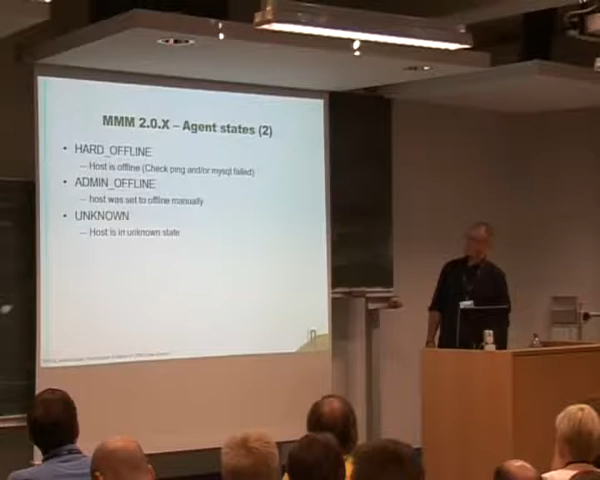 MMM 2.0.X – Agent states (2)
• HARD_OFFLINE
– Host is offline (Check ping and/or mysql failed)
• ADMIN_OFFLINE
– host was set to offline manually
• UNKNOWN
– Host is in unknown state